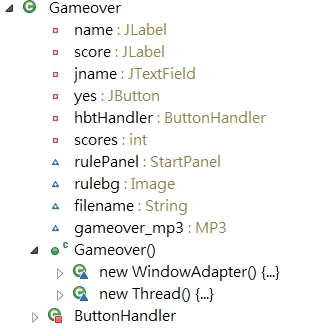 Gameover
name : JLabel
score : JLabel
jname : JTextField
yes : JButton
hbtHandler : ButtonHandler
scores : int
rulePanel : StartPanel
rulebg : Image
filename : String
gameover_mp3 : MP3
Gameover()
new WindowAdapter() {...}
new Thread() {...}
ButtonHandler